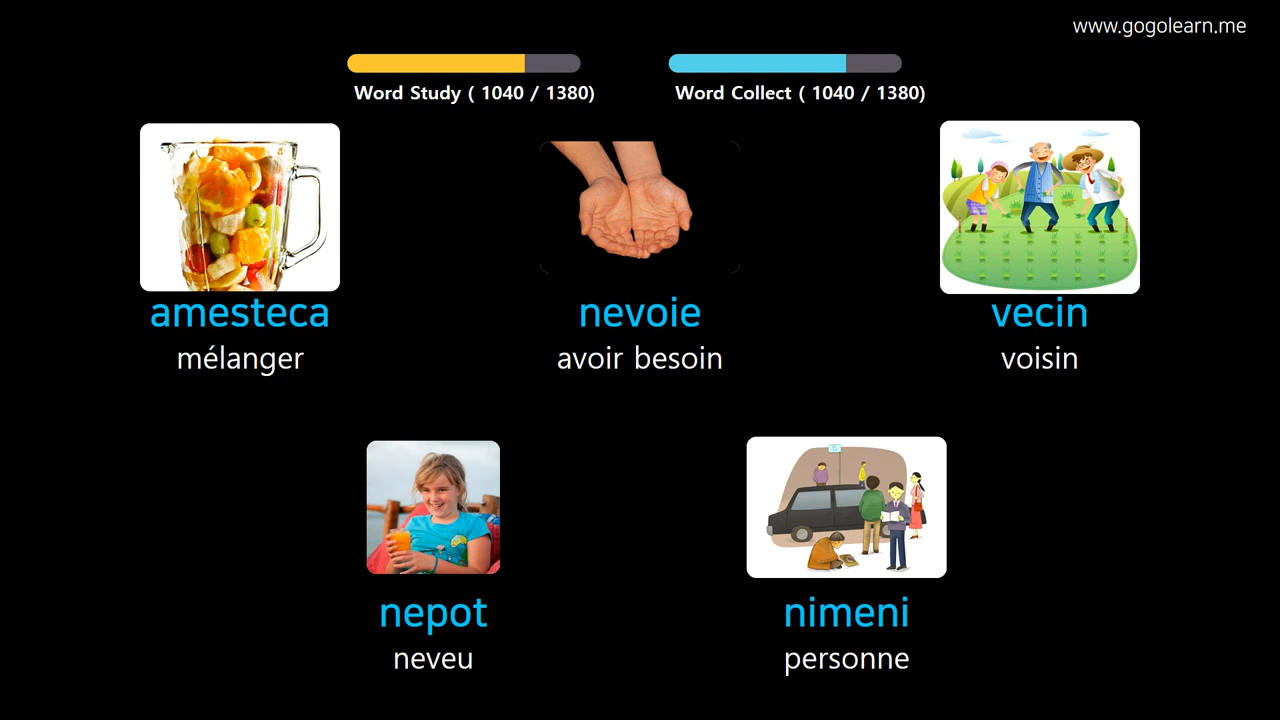 www.gogolearn.me
Word Study ( 1040 / 1380)
Word Collect ( 1040 / 1380)
amesteca
mélanger
nevoie
avoir besoin
vecin
voisin
nepot
neveu
nimeni
personne